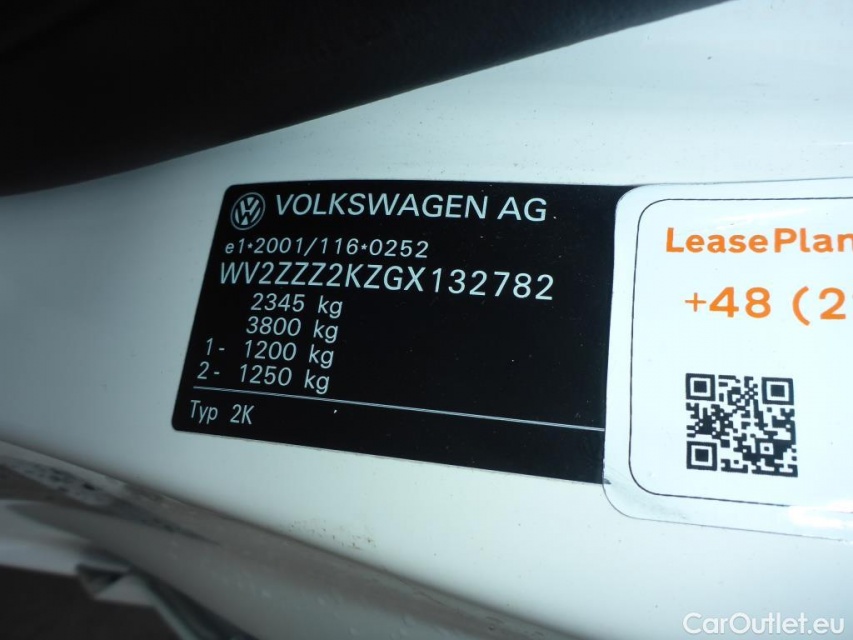 VOLKSWAGEN AG
e1*2001/116*0252
WV2ZZZ2KZGX132782
2345 kg
3800 kg
1- 1200 kg
2- 1250 kg
Typ 2K
LeasePlan
+48 (2
CarOutlet.eu